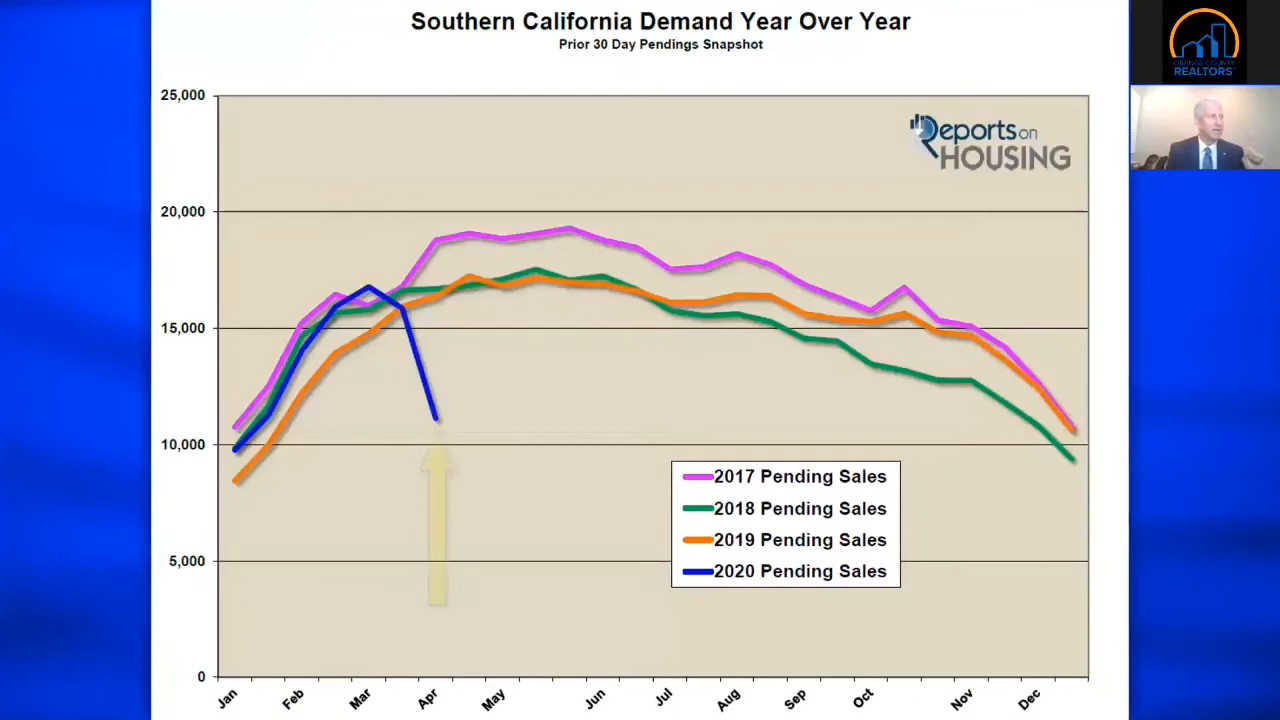 Southern California Demand Year Over Year
Prior 30 Day Pendings Snapshot
ORANGE COUNTY
REALTORS
25,000
20,000
15,000
10,000
5,000
0
Reports on
HOUSING
2017 Pending Sales
2018 Pending Sales
2019 Pending Sales
2020 Pending Sales
Jan
Feb
Mar
Apr
May
Jun
Jul
Aug
Sep
Oct
Nov
Dec